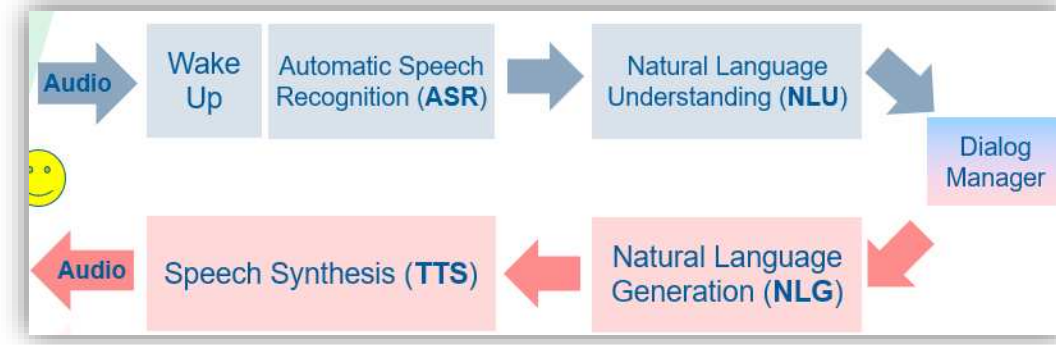 Audio
Wake
Up
Automatic Speech
Recognition (ASR)
Natural Language
Understanding (NLU)
Dialog
Manager
Natural Language
Generation (NLG)
Speech Synthesis (TTS)
Audio